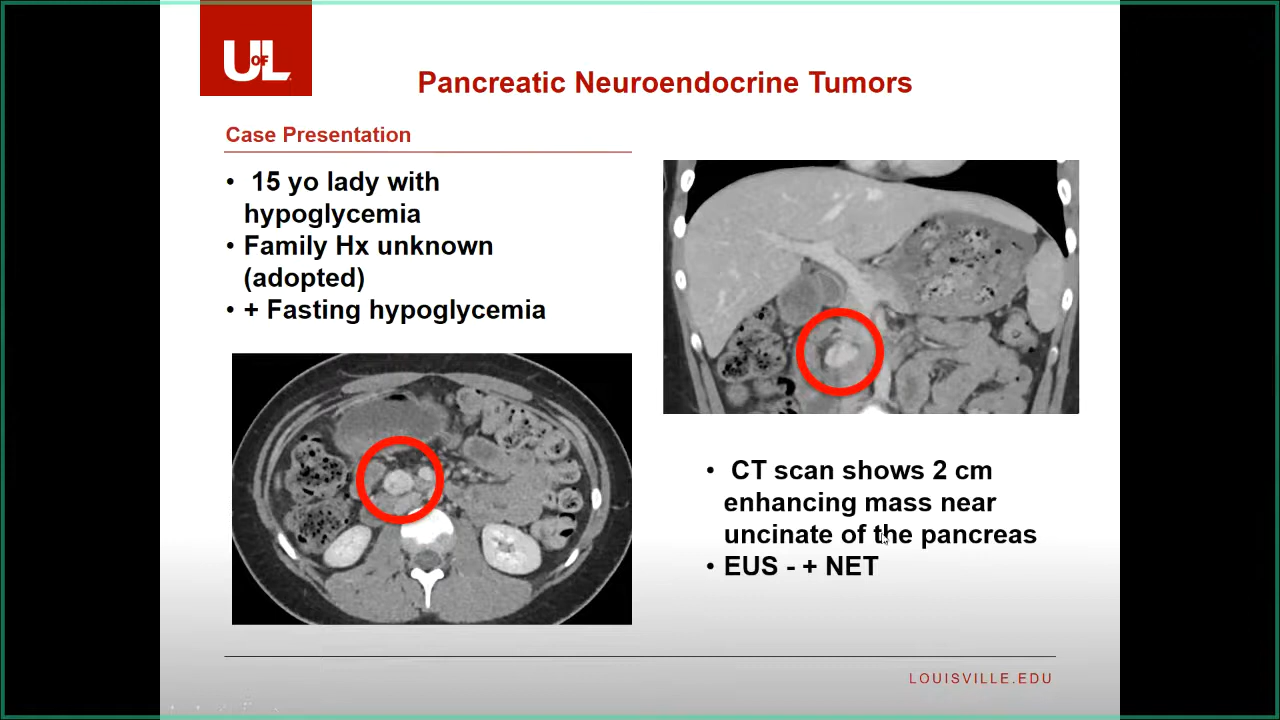 U OF L
Pancreatic Neuroendocrine Tumors
Case Presentation
• 15 yo lady with
hypoglycemia
• Family Hx unknown
(adopted)
• + Fasting hypoglycemia
• CT scan shows 2 cm
enhancing mass near
uncinate of the pancreas
• EUS - + NET
LOUISVILLE.EDU